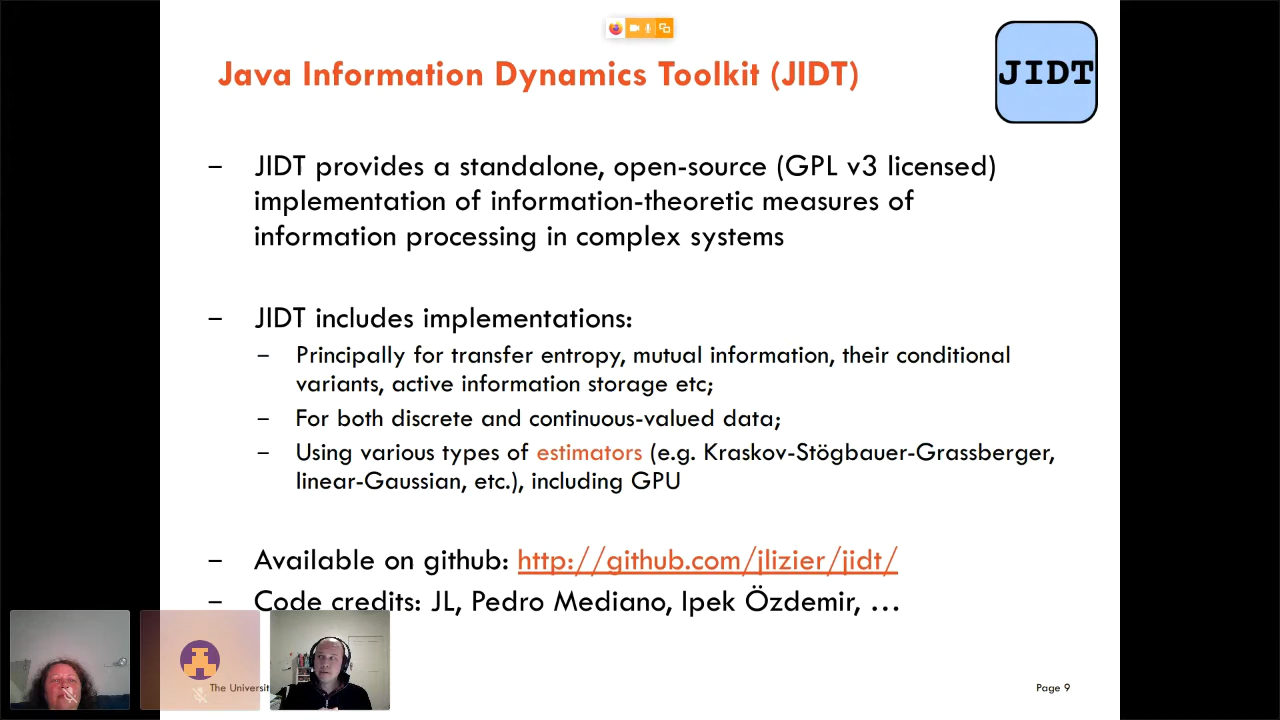 Java Information Dynamics Toolkit (JIDT)
JIDT
– JIDT provides a standalone, open-source (GPL v3 licensed)
implementation of information-theoretic measures of
information processing in complex systems
– JIDT includes implementations:
– Principally for transfer entropy, mutual information, their conditional
variants, active information storage etc;
– For both discrete and continuous-valued data;
– Using various types of estimators (e.g. Kraskov-Stögbauer-Grassberger,
linear-Gaussian, etc.), including GPU
– Available on github: http://github.com/jlizier/jidt/
– Code credits: JL, Pedro Mediano, Ipek Özdemir, …
The Universit
Page 9